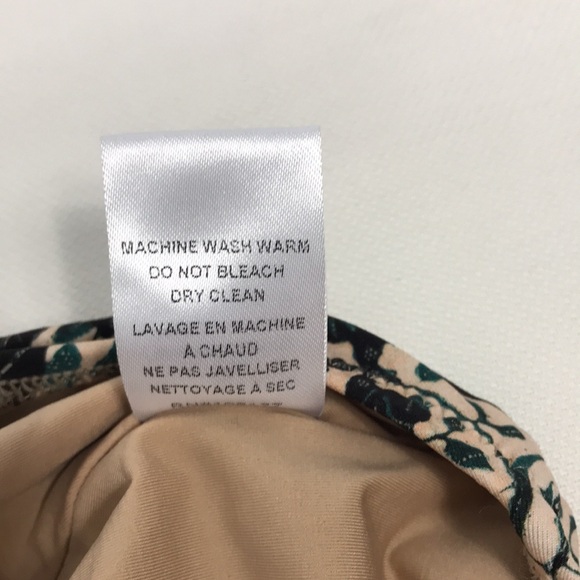 MACHINE WASH WARM
DO NOT BLEACH
DRY CLEAN
LAVAGE EN MACHINE
A CHAUD
NE PAS JAVELLISER
NETTOYAGE À SEC